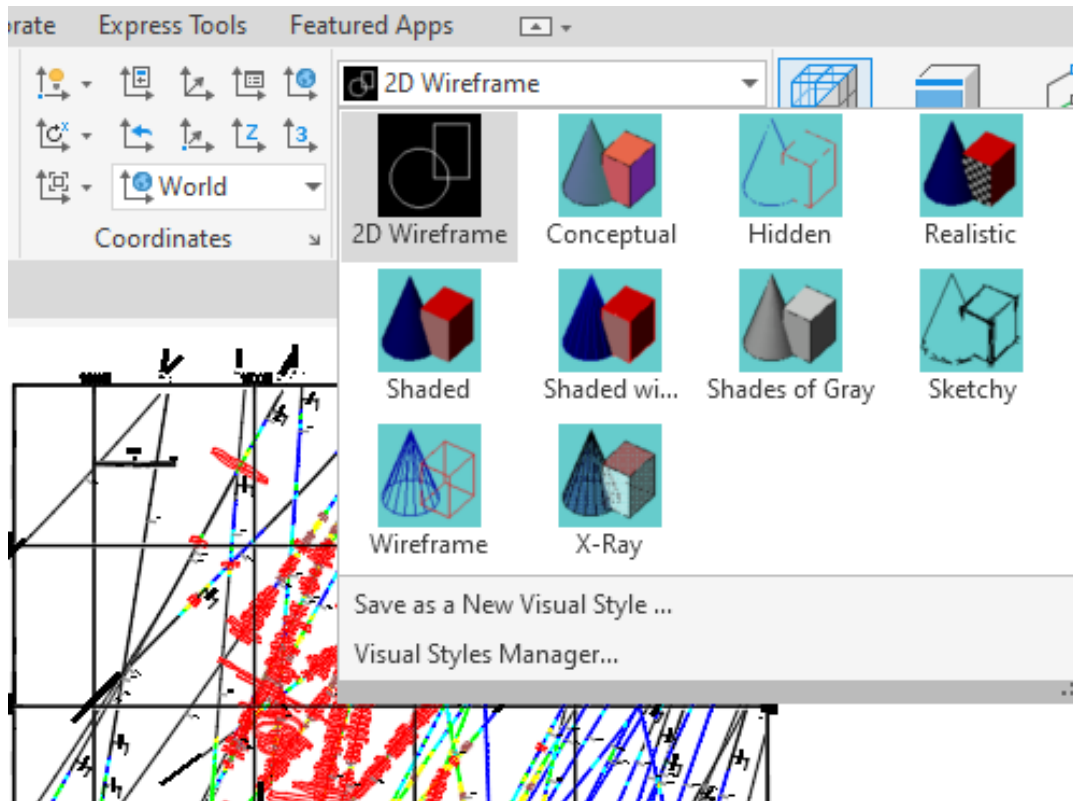 orate Express Tools Featured Apps
2D Wireframe
World
Coordinates
2D Wireframe Conceptual Hidden Realistic
Shaded Shaded wi... Shades of Gray Sketchy
Wireframe X-Ray
Save as a New Visual Style ...
Visual Styles Manager...